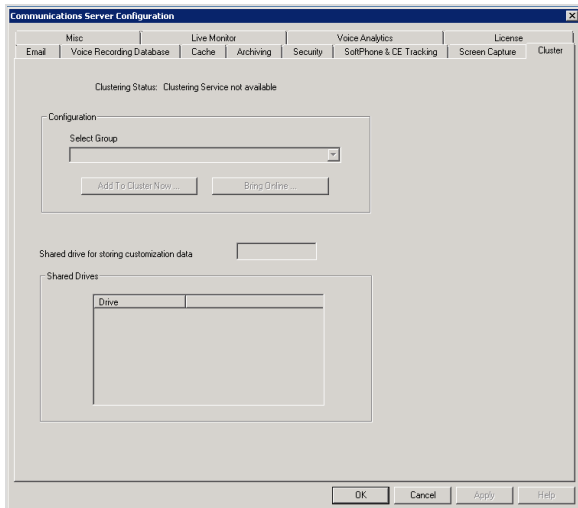 Communications Server Configuration
Misc Live Monitor Voice Analytics License
Email Voice Recording Database Cache Archiving Security SoftPhone & CE Tracking Screen Capture Cluster
Clustering Status: Clustering Service not available
Configuration
Select Group
Add To Cluster Now ... Bring Online ...
Shared drive for storing customization data
Shared Drives
Drive
OK Cancel Apply Help